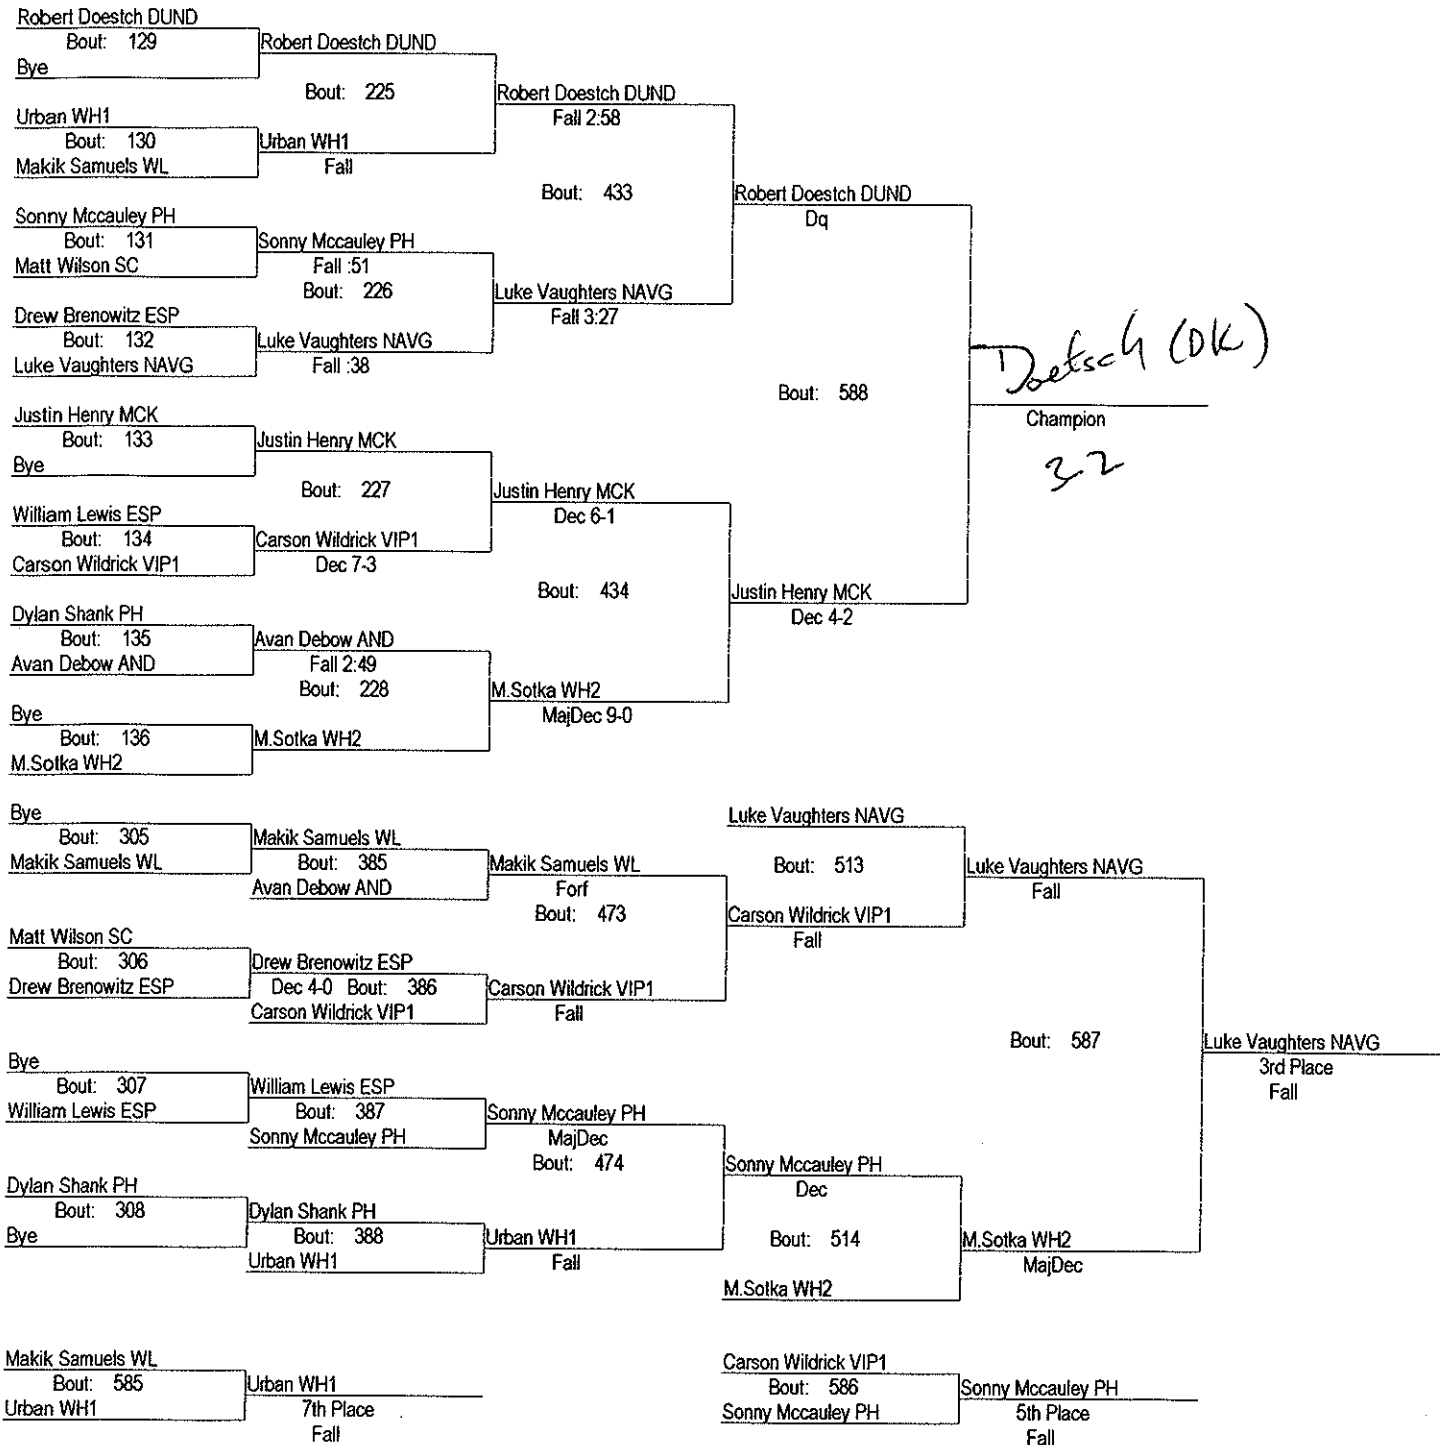 Robert Doestch DUND
Bout: 129
Bye
Robert Doestch DUND
Bout: 225
Urban WH1
Bout: 130
Makik Samuels WL
Urban WH1
Fall
Robert Doestch DUND
Fall 2:58
Bout: 433
Sonny Mccauley PH
Bout: 131
Matt Wilson SC
Sonny Mccauley PH
Fall :51
Bout: 226
Drew Brenowitz ESP
Bout: 132
Luke Vaughters NAVG
Luke Vaughters NAVG
Fall :38
Luke Vaughters NAVG
Fall 3:27
Robert Doestch DUND
Dq
Bout: 588
Doetsch (DK)
Champion
3-2
Justin Henry MCK
Bout: 133
Bye
Justin Henry MCK
Bout: 227
William Lewis ESP
Bout: 134
Carson Wildrick VIP1
Carson Wildrick VIP1
Dec 7-3
Justin Henry MCK
Dec 6-1
Bout: 434
Justin Henry MCK
Dec 4-2
Dylan Shank PH
Bout: 135
Avan Debow AND
Avan Debow AND
Fall 2:49
Bout: 228
Bye
Bout: 136
M.Sotka WH2
M.Sotka WH2
M.Sotka WH2
MajDec 9-0
Bye
Bout: 305
Makik Samuels WL
Makik Samuels WL
Bout: 385
Avan Debow AND
Makik Samuels WL
Forf
Bout: 473
Matt Wilson SC
Bout: 306
Drew Brenowitz ESP
Drew Brenowitz ESP
Dec 4-0 Bout: 386
Carson Wildrick VIP1
Carson Wildrick VIP1
Fall
Luke Vaughters NAVG
Bout: 513
Carson Wildrick VIP1
Fall
Luke Vaughters NAVG
Fall
Bout: 587
Luke Vaughters NAVG
3rd Place
Fall
Bye
Bout: 307
William Lewis ESP
William Lewis ESP
Bout: 387
Sonny Mccauley PH
Sonny Mccauley PH
MajDec
Bout: 474
Dylan Shank PH
Bout: 308
Bye
Dylan Shank PH
Bout: 388
Urban WH1
Urban WH1
Fall
Sonny Mccauley PH
Dec
Bout: 514
M.Sotka WH2
M.Sotka WH2
MajDec
Makik Samuels WL
Bout: 585
Urban WH1
Urban WH1
7th Place
Fall
Carson Wildrick VIP1
Bout: 586
Sonny Mccauley PH
Sonny Mccauley PH
5th Place
Fall